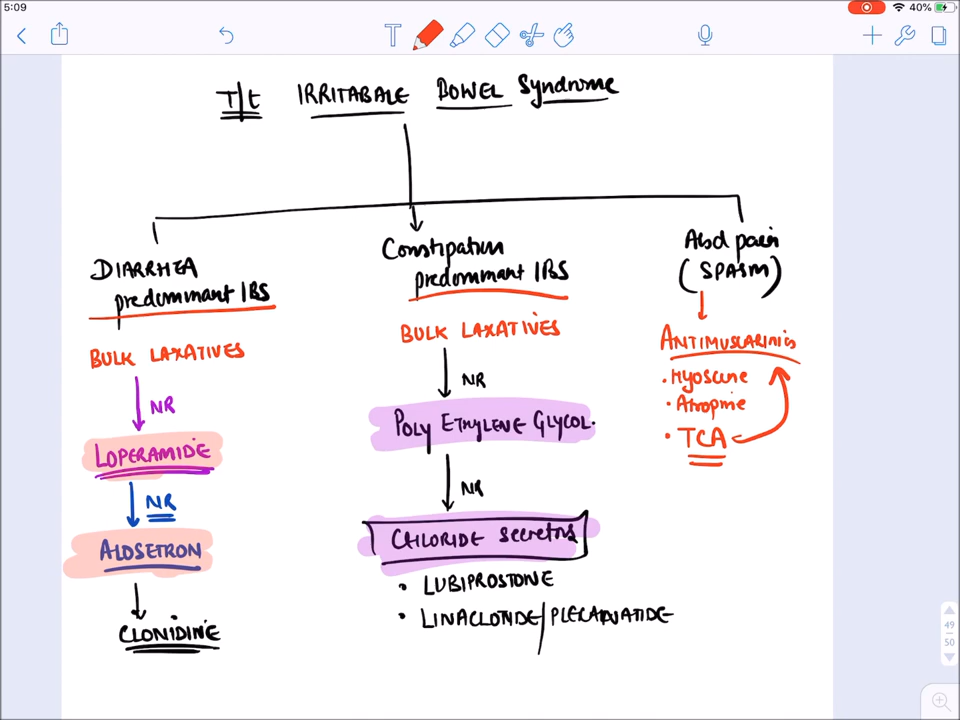 5:09
40%
T
T/t IRRITABALE BOWEL Syndrome
DIARRHEA
predominant IBS
BULK LAXATIVES
NR
LOPERAMIDE
NR
ALOSETRON
CLONIDINE
Constipation
predominant IBS
BULK LAXATIVES
NR
POLY ETHYLENE GLYCOL.
NR
CHLORIDE Secretors
• LUBIPROSTONE
• LINACLOTIDE/PLECANATIDE
Abd pain
(SPASM)
ANTIMUSCARINICS
• Hyoscine
• Atropine
• TCA
49
50